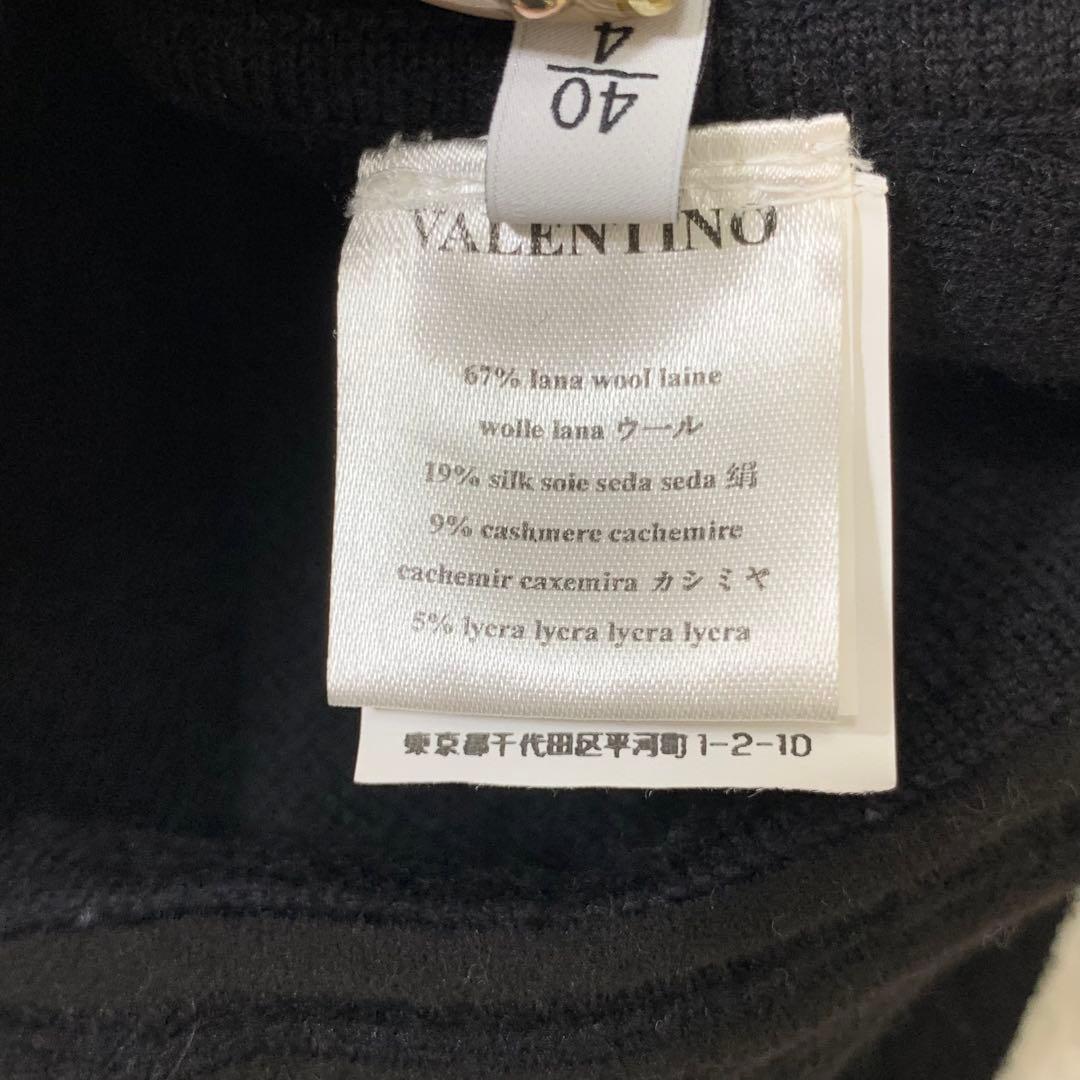 40
4
VALENTINO
67% lana wool laine
wolle lana ウール
19% silk soie seda seda 絹
9% cashmere cachemire
cachemir caxemira カシミヤ
5% lycra lycra lycra lycra
東京都千代田区平河町1-2-10